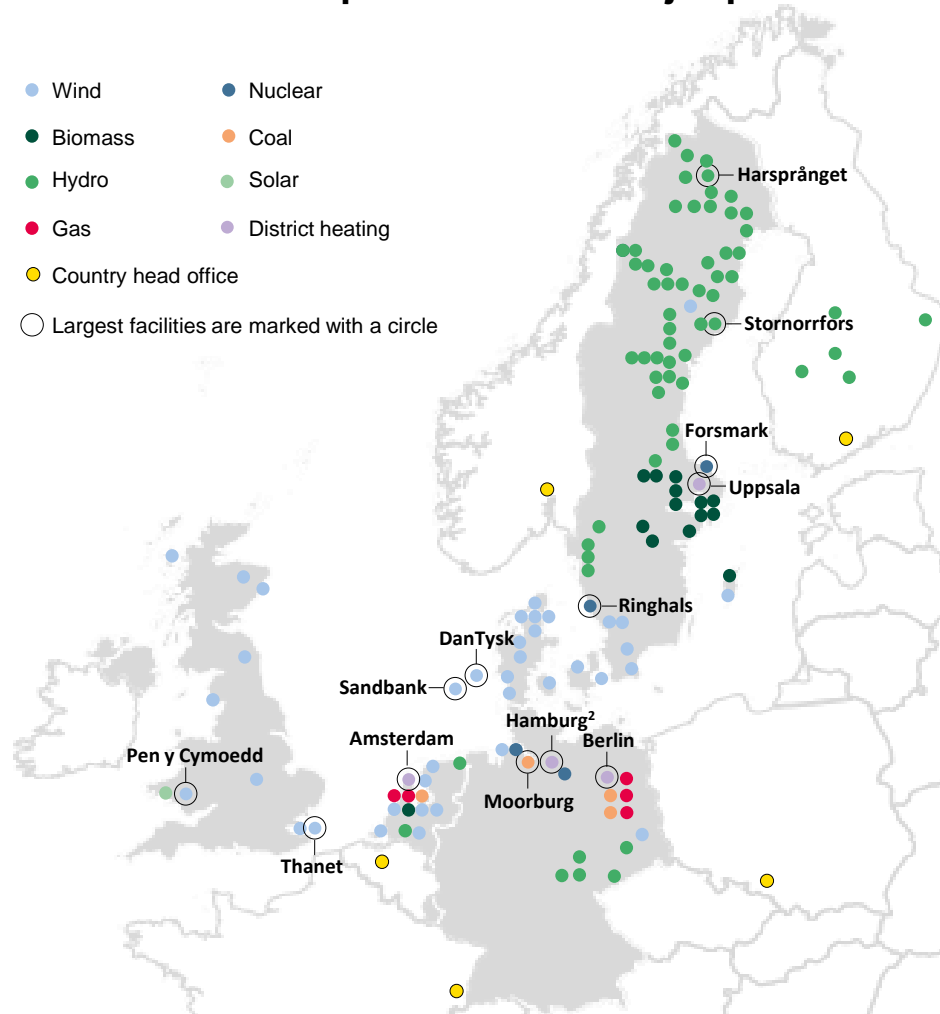 Wind
Nuclear
Biomass
Coal
Hydro
Solar
Gas
District heating
Country head office
Largest facilities are marked with a circle
Harsprånget
Stornorrfors
Forsmark
Uppsala
Ringhals
DanTysk
Sandbank
Hamburg²
Berlin
Amsterdam
Pen y Cymoedd
Moorburg
Thanet